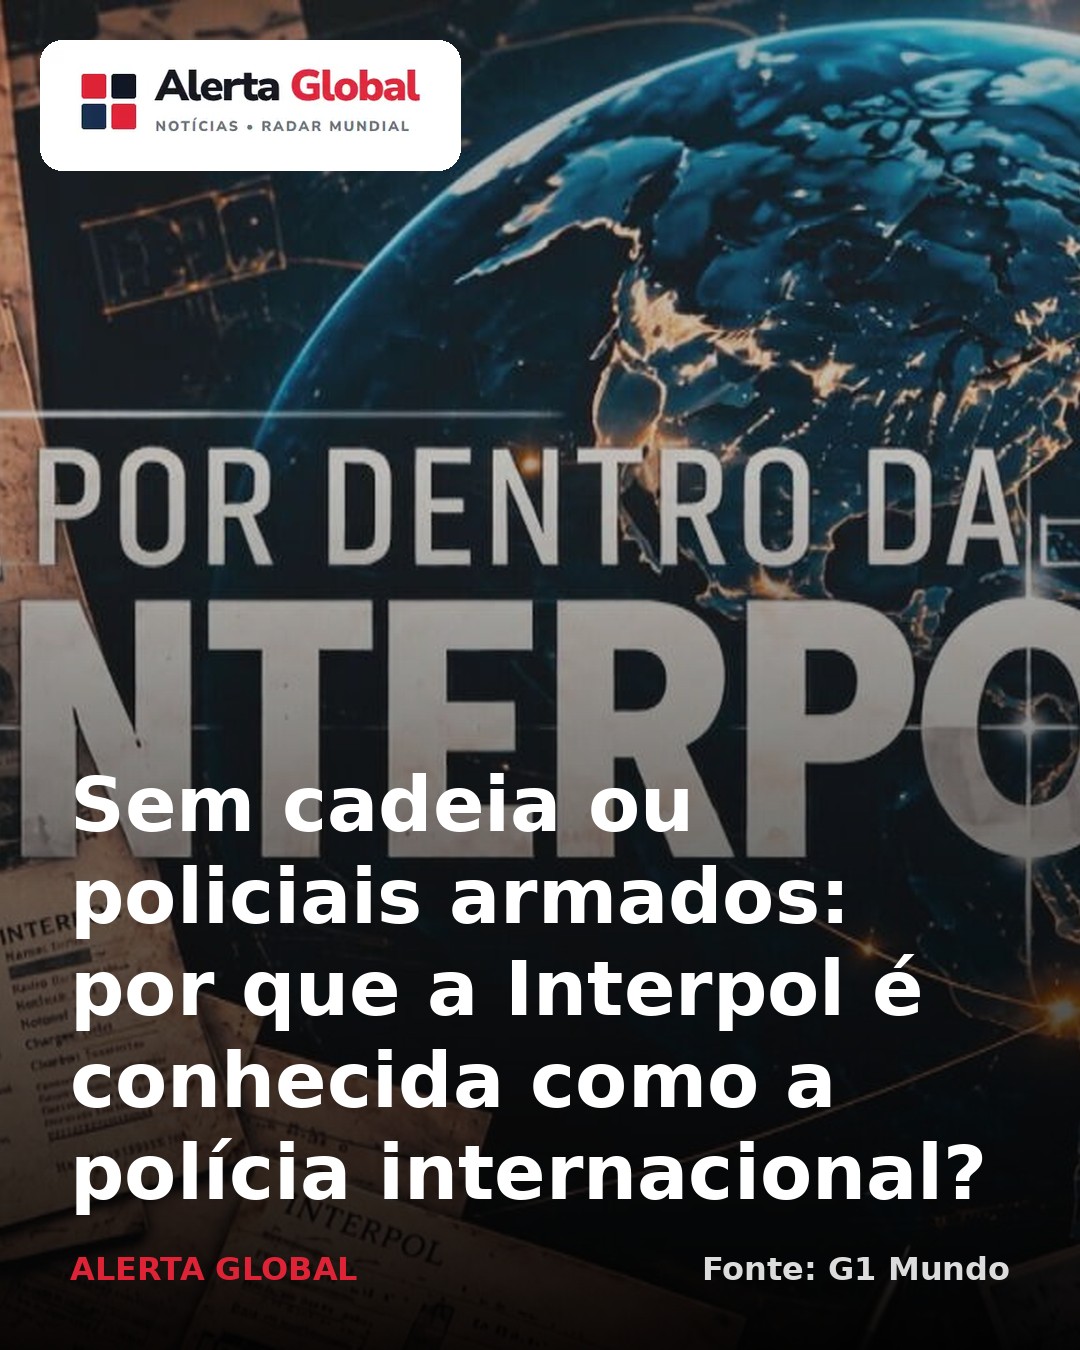 Alerta Global
NOTÍCIAS • RADAR MUNDIAL
POR DENTRO DA
NTERPO
Sem cadeia ou
policiais armados:
por que a Interpol é
conhecida como a
polícia internacional?
INTERPOL
ALERTA GLOBAL
Fonte: G1 Mundo